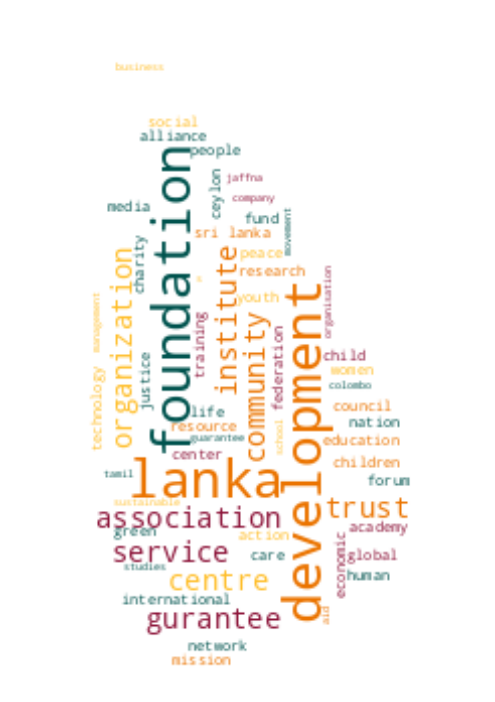 business
social
alliance
people
foundation
jaffna
ceylon
company
media
fund
movement
sri lanka
charity
organization
institute
peace
research
organisation
youth
management
training
community
development
federation
justice
child
women
technology
colombo
life
council
resource
nation
guarantee
school
education
center
lanka
children
tamil
forum
sustainable
trust
association
academy
green
action
economic
service
care
global
studies
centre
human
international
gurantee
aid
network
mission